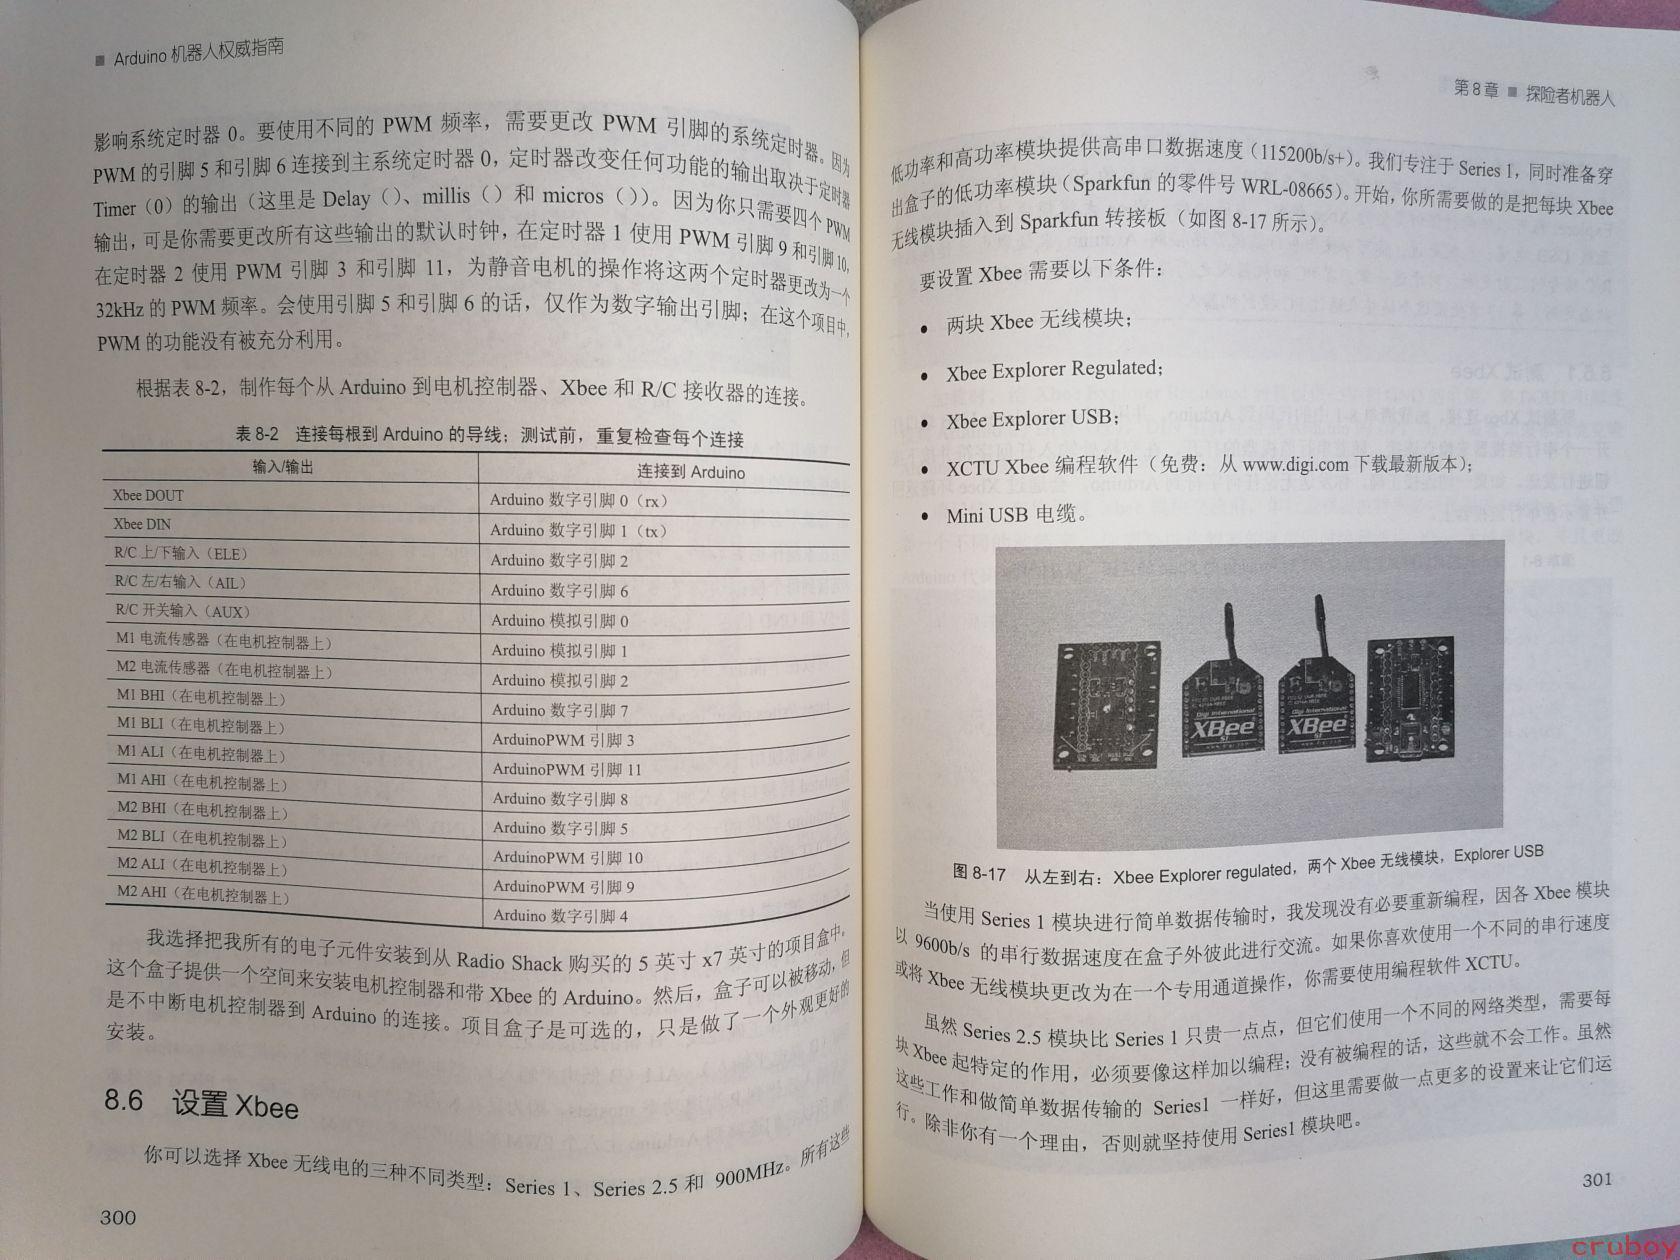 ■ Arduino 机器人权威指南
影响系统定时器 0。要使用不同的 PWM 频率，需要更改 PWM 引脚的系统定时器。因为
PWM 的引脚 5 和引脚 6 连接到主系统定时器 0，定时器改变任何功能的输出取决于定时器
Timer（0）的输出（这里是 Delay（）、millis（）和 micros（））。因为你只需要四个 PWM
输出，可是你需要更改所有这些输出的默认时钟，在定时器 1 使用 PWM 引脚 9 和引脚 10，
在定时器 2 使用 PWM 引脚 3 和引脚 11，为静音电机的操作将这两个定时器更改为一个
32kHz 的 PWM 频率。会使用引脚 5 和引脚 6 的话，仅作为数字输出引脚；在这个项目中，
PWM 的功能没有被充分利用。
根据表 8-2，制作每个从 Arduino 到电机控制器、Xbee 和 R/C 接收器的连接。
表 8-2 连接每根到 Arduino 的导线；测试前，重复检查每个连接
输入/输出 连接到 Arduino
Xbee DOUT Arduino 数字引脚 0（rx）
Xbee DIN Arduino 数字引脚 1（tx）
R/C 上/下输入（ELE） Arduino 数字引脚 2
R/C 左/右输入（AIL） Arduino 数字引脚 6
R/C 开关输入（AUX） Arduino 模拟引脚 0
M1 电流传感器（在电机控制器上） Arduino 模拟引脚 1
M2 电流传感器（在电机控制器上） Arduino 模拟引脚 2
M1 BHI（在电机控制器上） Arduino 数字引脚 7
M1 BLI（在电机控制器上） ArduinoPWM 引脚 3
M1 ALI（在电机控制器上） ArduinoPWM 引脚 11
M1 AHI（在电机控制器上） Arduino 数字引脚 8
M2 BHI（在电机控制器上） Arduino 数字引脚 5
M2 BLI（在电机控制器上） ArduinoPWM 引脚 10
M2 ALI（在电机控制器上） ArduinoPWM 引脚 9
M2 AHI（在电机控制器上） Arduino 数字引脚 4
我选择把我所有的电子元件安装到从 Radio Shack 购买的 5 英寸 x7 英寸的项目盒中。
这个盒子提供一个空间来安装电机控制器和带 Xbee 的 Arduino。然后，盒子可以被移动，但
是不中断电机控制器到 Arduino 的连接。项目盒子是可选的，只是做了一个外观更好的
安装。
8.6 设置 Xbee
你可以选择 Xbee 无线电的三种不同类型：Series 1、Series 2.5 和 900MHz。所有这些
300
第 8 章 ■ 探险者机器人
低功率和高功率模块提供高串口数据速度（115200b/s+）。我们专注于 Series 1，同时准备穿
出盒子的低功率模块（Sparkfun 的零件号 WRL-08665）。开始，你所需要做的是把每块 Xbee
无线模块插入到 Sparkfun 转接板（如图 8-17 所示）。
要设置 Xbee 需要以下条件：
● 两块 Xbee 无线模块；
● Xbee Explorer Regulated；
● Xbee Explorer USB；
● XCTU Xbee 编程软件（免费：从 www.digi.com 下载最新版本）；
● Mini USB 电缆。
Digi International
XBee
S1
Digi International
XBee
S1
图 8-17 从左到右：Xbee Explorer regulated，两个 Xbee 无线模块，Explorer USB
当使用 Series 1 模块进行简单数据传输时，我发现没有必要重新编程，因各 Xbee 模块
以 9600b/s 的串行数据速度在盒子外彼此进行交流。如果你喜欢使用一个不同的串行速度
或将 Xbee 无线模块更改为在一个专用通道操作，你需要使用编程软件 XCTU。
虽然 Series 2.5 模块比 Series 1 只贵一点点，但它们使用一个不同的网络类型，需要每
块 Xbee 起特定的作用，必须要像这样加以编程；没有被编程的话，这些就不会工作。虽然
这些工作和做简单数据传输的 Series1 一样好，但这里需要做一点更多的设置来让它们运
行。除非你有一个理由，否则就坚持使用 Series1 模块吧。
301
cruboy